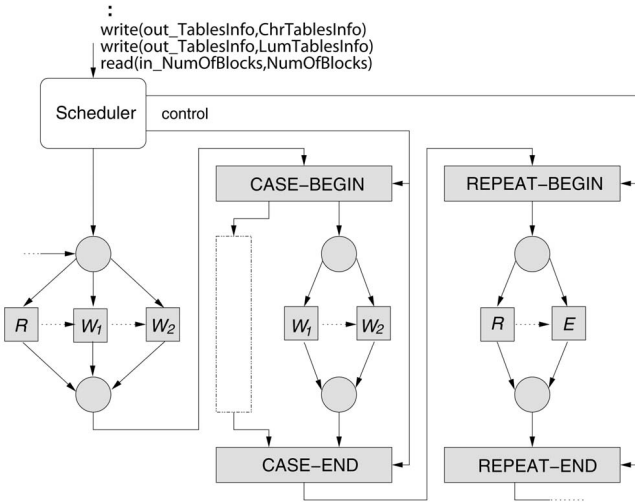 :
write(out_TablesInfo,ChrTablesInfo)
write(out_TablesInfo,LumTablesInfo)
read(in_NumOfBlocks,NumOfBlocks)
Scheduler
control
CASE–BEGIN
REPEAT–BEGIN
R
W1
W2
W1
W2
R
E
CASE–END
REPEAT–END